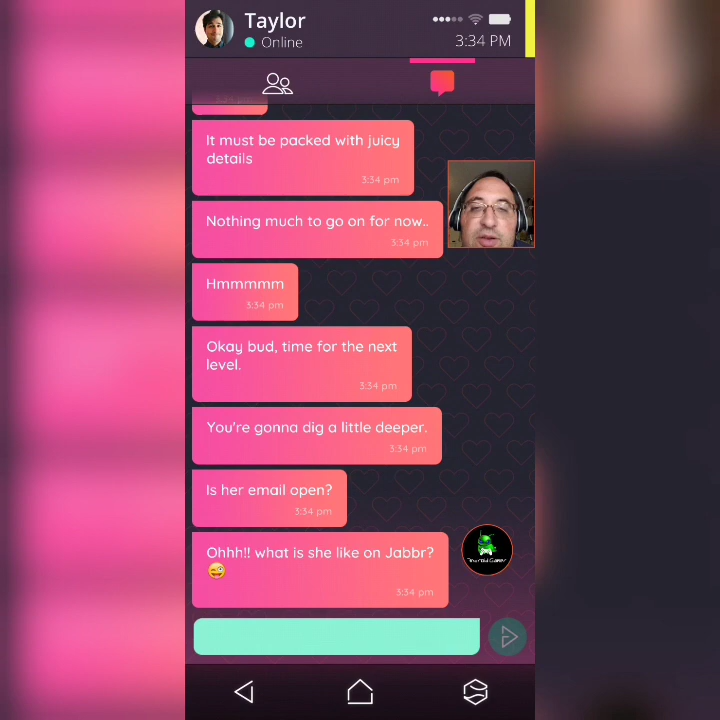 Taylor
Online
3:34 PM
It must be packed with juicy
details
3:34 pm
Nothing much to go on for now..
3:34 pm
Hmmmmm
3:34 pm
Okay bud, time for the next
level.
3:34 pm
You're gonna dig a little deeper.
3:34 pm
Is her email open?
3:34 pm
Ohhh!! what is she like on Jabbr?
😜
3:34 pm
Android Gamer